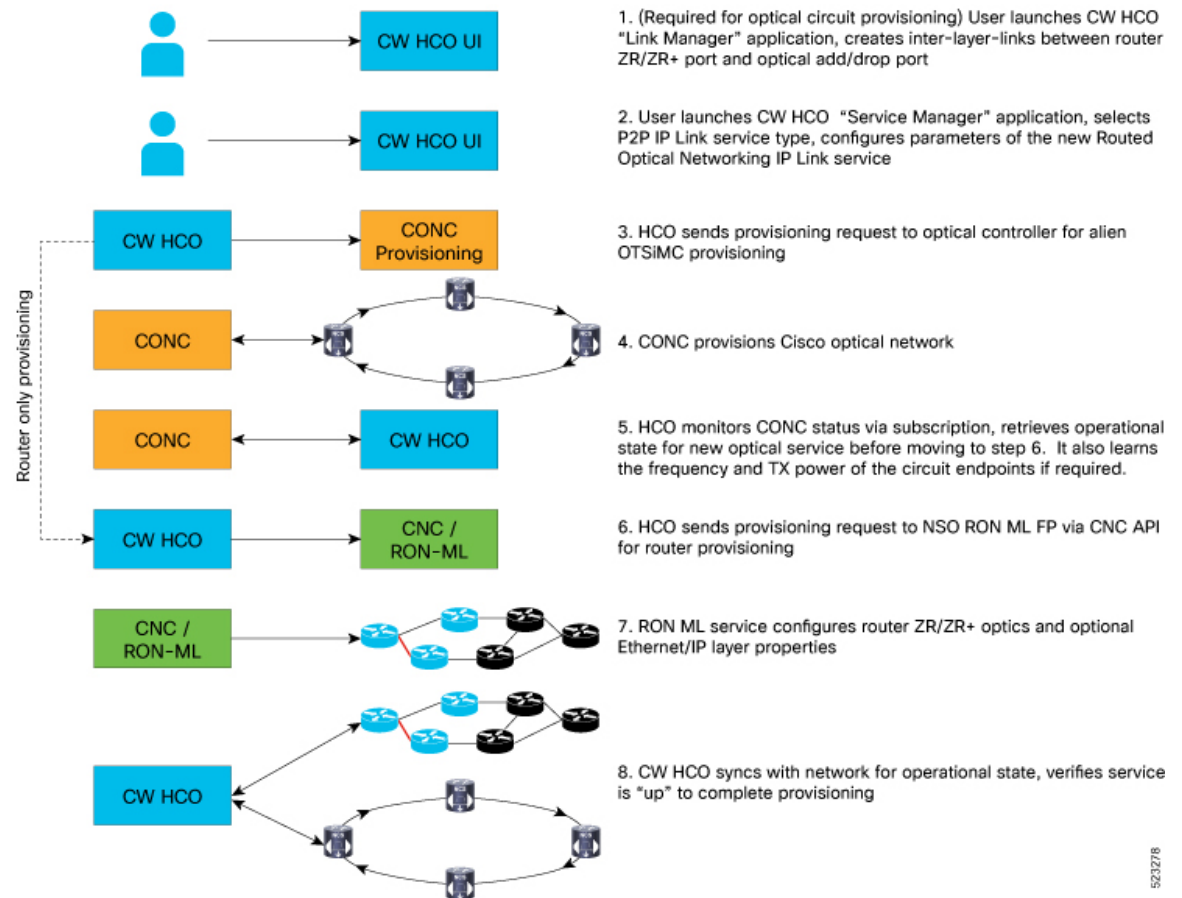 CW HCO UI
1. (Required for optical circuit provisioning) User launches CW HCO
"Link Manager" application, creates inter-layer-links between router
ZR/ZR+ port and optical add/drop port
CW HCO UI
2. User launches CW HCO "Service Manager" application, selects
P2P IP Link service type, configures parameters of the new Routed
Optical Networking IP Link service
Router only provisioning
CW HCO
CONC
Provisioning
3. HCO sends provisioning request to optical controller for alien
OTSiMC provisioning
CONC
4. CONC provisions Cisco optical network
CONC
CW HCO
5. HCO monitors CONC status via subscription, retrieves operational
state for new optical service before moving to step 6. It also learns
the frequency and TX power of the circuit endpoints if required.
CW HCO
CNC /
RON-ML
6. HCO sends provisioning request to NSO RON ML FP via CNC API
for router provisioning
CNC /
RON-ML
7. RON ML service configures router ZR/ZR+ optics and optional
Ethernet/IP layer properties
CW HCO
8. CW HCO syncs with network for operational state, verifies service
is "up" to complete provisioning
523278